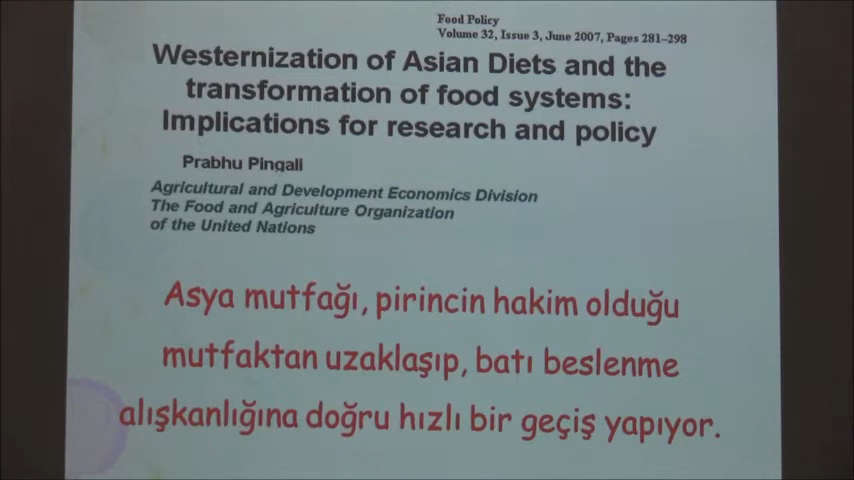 Food Policy
Volume 32, Issue 3, June 2007, Pages 281–298
Westernization of Asian Diets and the
transformation of food systems:
Implications for research and policy
Prabhu Pingali
Agricultural and Development Economics Division
The Food and Agriculture Organization
of the United Nations
Asya mutfağı, pirincin hakim olduğu
mutfaktan uzaklaşıp, batı beslenme
alışkanlığına doğru hızlı bir geçiş yapıyor.